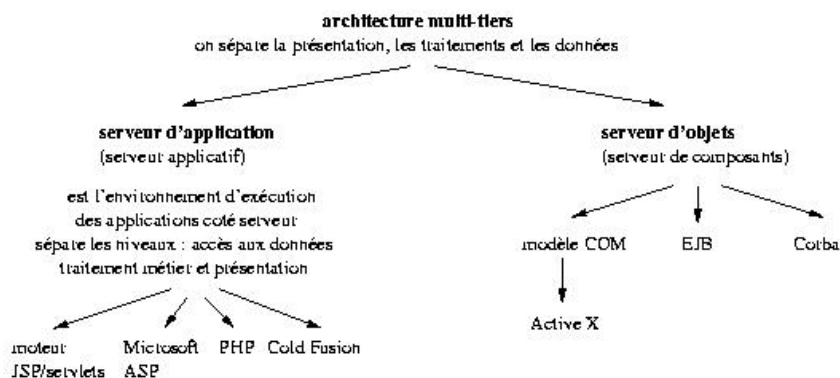 architecture multi-tiers
on sépare la présentation, les traitements et les données
serveur d'application
(serveur applicatif)
serveur d'objets
(serveur de composants)
est l'environnement d'exécution
des applications coté serveur
sépare les niveaux : accès aux données
traitement métier et présentation
modèle COM
EJB
Corba
Active X
moteur
JSP/servlets
Microsoft
ASP
PHP
Cold Fusion